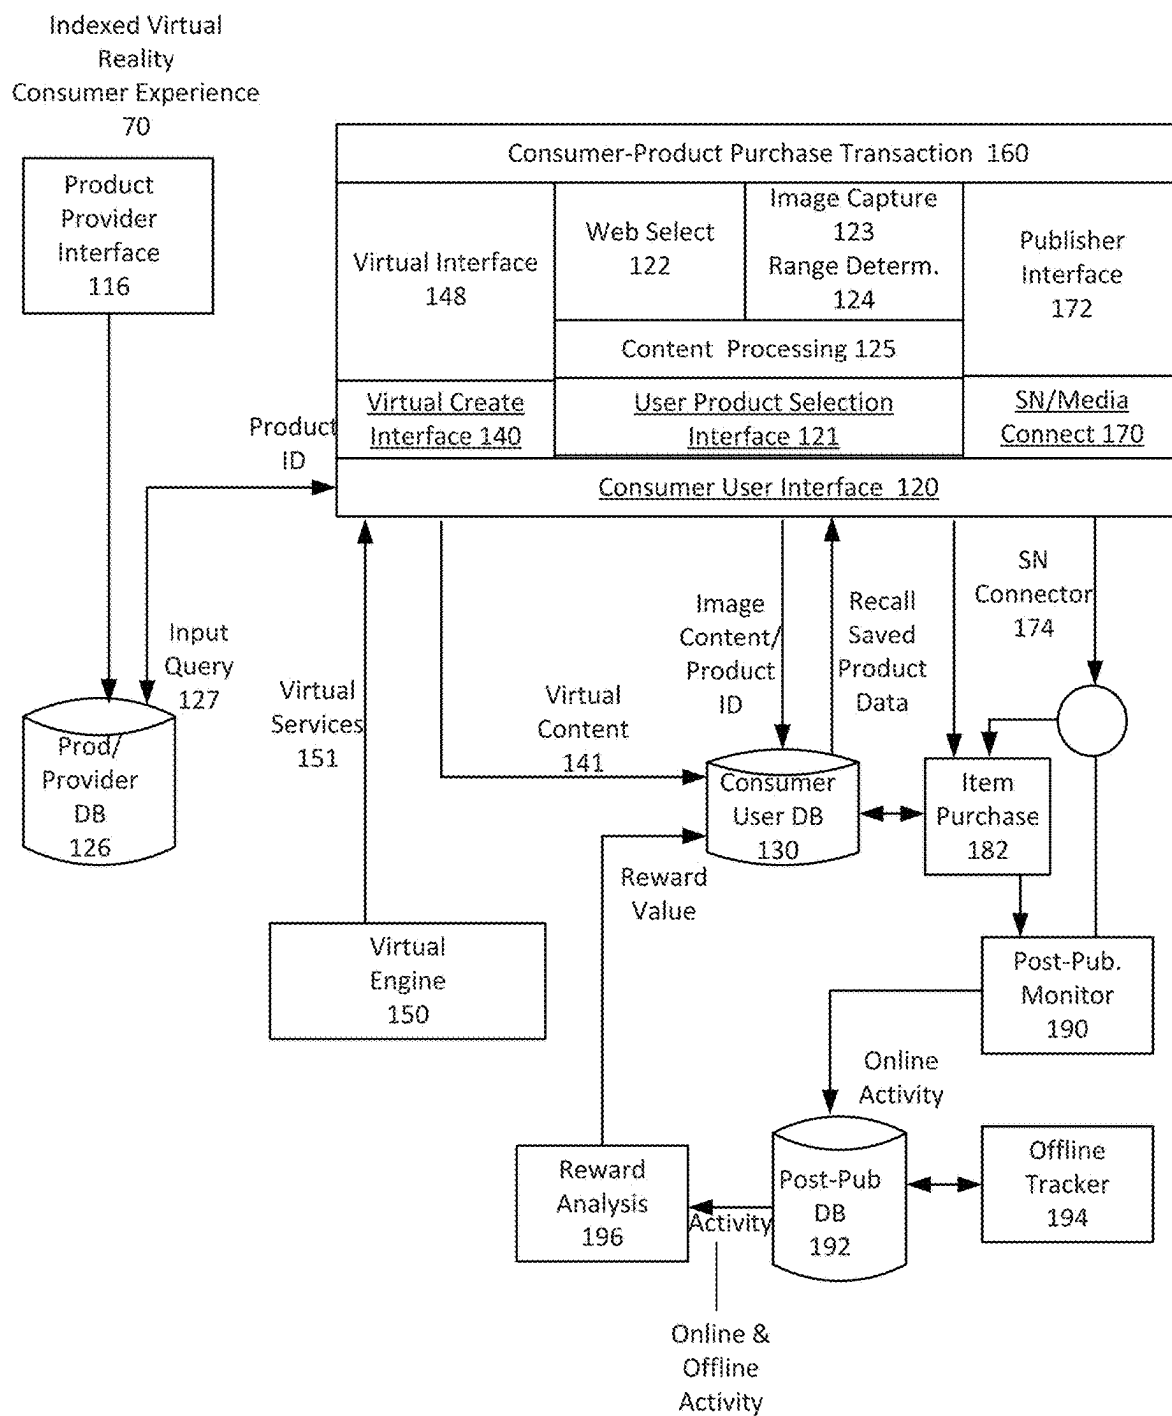 Indexed Virtual
Reality
Consumer Experience
70
Product
Provider
Interface
116
Consumer-Product Purchase Transaction 160
Virtual Interface
148
Web Select
122
Image Capture
123
Range Determ.
124
Publisher
Interface
172
Content Processing 125
Virtual Create
Interface 140
User Product Selection
Interface 121
SN/Media
Connect 170
Product
ID
Consumer User Interface 120
Input
Query
127
Virtual
Services
151
Virtual
Content
141
Image
Content/
Product
ID
Recall
Saved
Product
Data
SN
Connector
174
Prod/
Provider
DB
126
Consumer
User DB
130
Item
Purchase
182
Reward
Value
Virtual
Engine
150
Post-Pub.
Monitor
190
Online
Activity
Reward
Analysis
196
Activity
Post-Pub
DB
192
Offline
Tracker
194
Online &
Offline
Activity